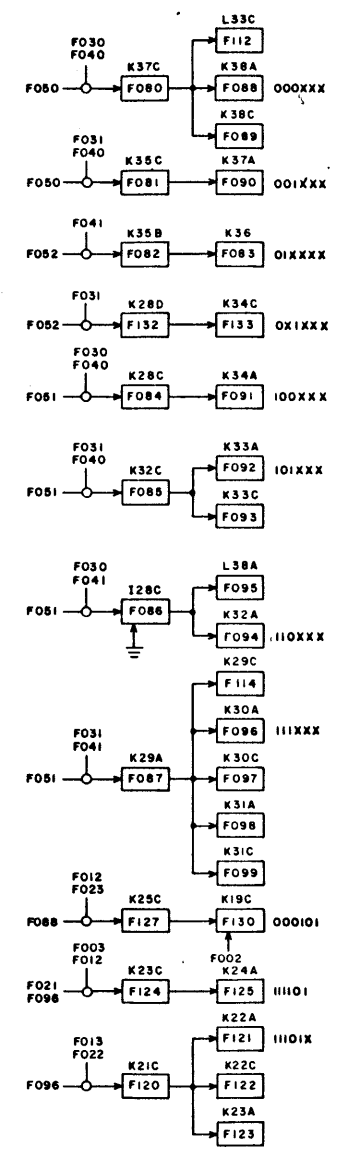 L33C
F030
F040
F112
K37C
K38A
F050
F080
F088
000XXX
K38C
F089
F031
F040
K35C
K37A
F050
F081
F090
001XXX
F041
K35B
K36
F052
F082
F083
01XXXX
F031
K28D
K34C
F052
F132
F133
0X1XXX
F030
F040
K28C
K34A
F051
F084
F091
100XXX
F031
F040
K33A
F092
101XXX
K32C
F051
F085
K33C
F093
F030
F041
L38A
F095
I28C
F051
F086
K32A
F094
110XXX
K29C
F114
F031
F041
K30A
F096
111XXX
K29A
K30C
F051
F087
F097
K31A
F098
K31C
F099
F012
F023
K25C
K19C
F088
F127
F130
000101
F002
F003
F012
K23C
K24A
F021
F096
F124
F125
111101
F013
F022
K22A
F121
11101X
K21C
K22C
F096
F120
F122
K23A
F123